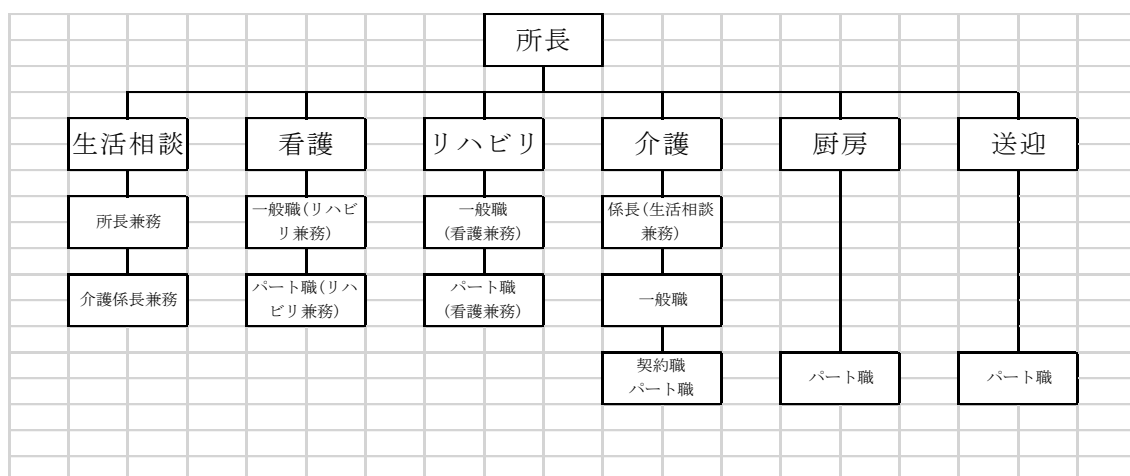 所長
生活相談
看護
リハビリ
介護
厨房
送迎
所長兼務
一般職(リハビ
リ兼務)
一般職
(看護兼務)
係長(生活相談
兼務)
介護係長兼務
パート職(リハ
ビリ兼務)
パート職
(看護兼務)
一般職
契約職
パート職
パート職
パート職